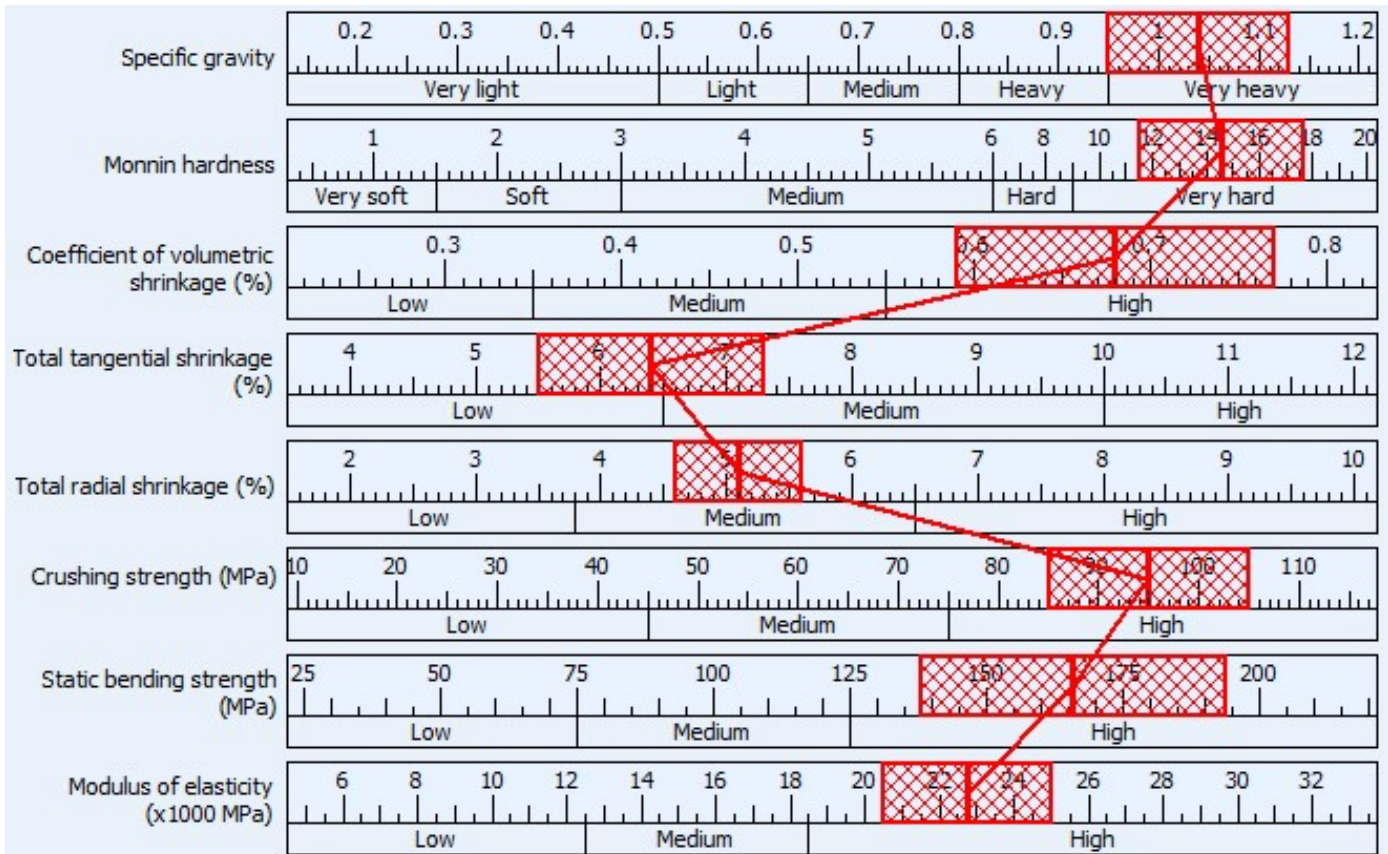 0.2 0.3 0.4 0.5 0.6 0.7 0.8 0.9 1 1.1 1.2
Specific gravity
Very light Light Medium Heavy Very heavy
1 2 3 4 5 6 8 10 12 14 16 18 20
Monnin hardness
Very soft Soft Medium Hard Very hard
0.3 0.4 0.5 0.6 0.7 0.8
Coefficient of volumetric
shrinkage (%)
Low Medium High
4 5 6 7 8 9 10 11 12
Total tangential shrinkage
(%)
Low Medium High
2 3 4 5 6 7 8 9 10
Total radial shrinkage (%)
Low Medium High
10 20 30 40 50 60 70 80 90 100 110
Crushing strength (MPa)
Low Medium High
25 50 75 100 125 150 175 200
Static bending strength
(MPa)
Low Medium High
6 8 10 12 14 16 18 20 22 24 26 28 30 32
Modulus of elasticity
(x1000 MPa)
Low Medium High